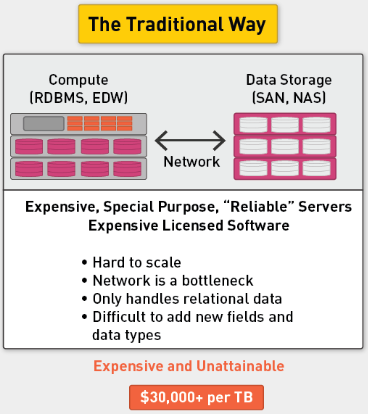 The Traditional Way
Compute
(RDBMS, EDW)
Data Storage
(SAN, NAS)
Network
Expensive, Special Purpose, “Reliable” Servers
Expensive Licensed Software
• Hard to scale
• Network is a bottleneck
• Only handles relational data
• Difficult to add new fields and
data types
Expensive and Unattainable
$30,000+ per TB